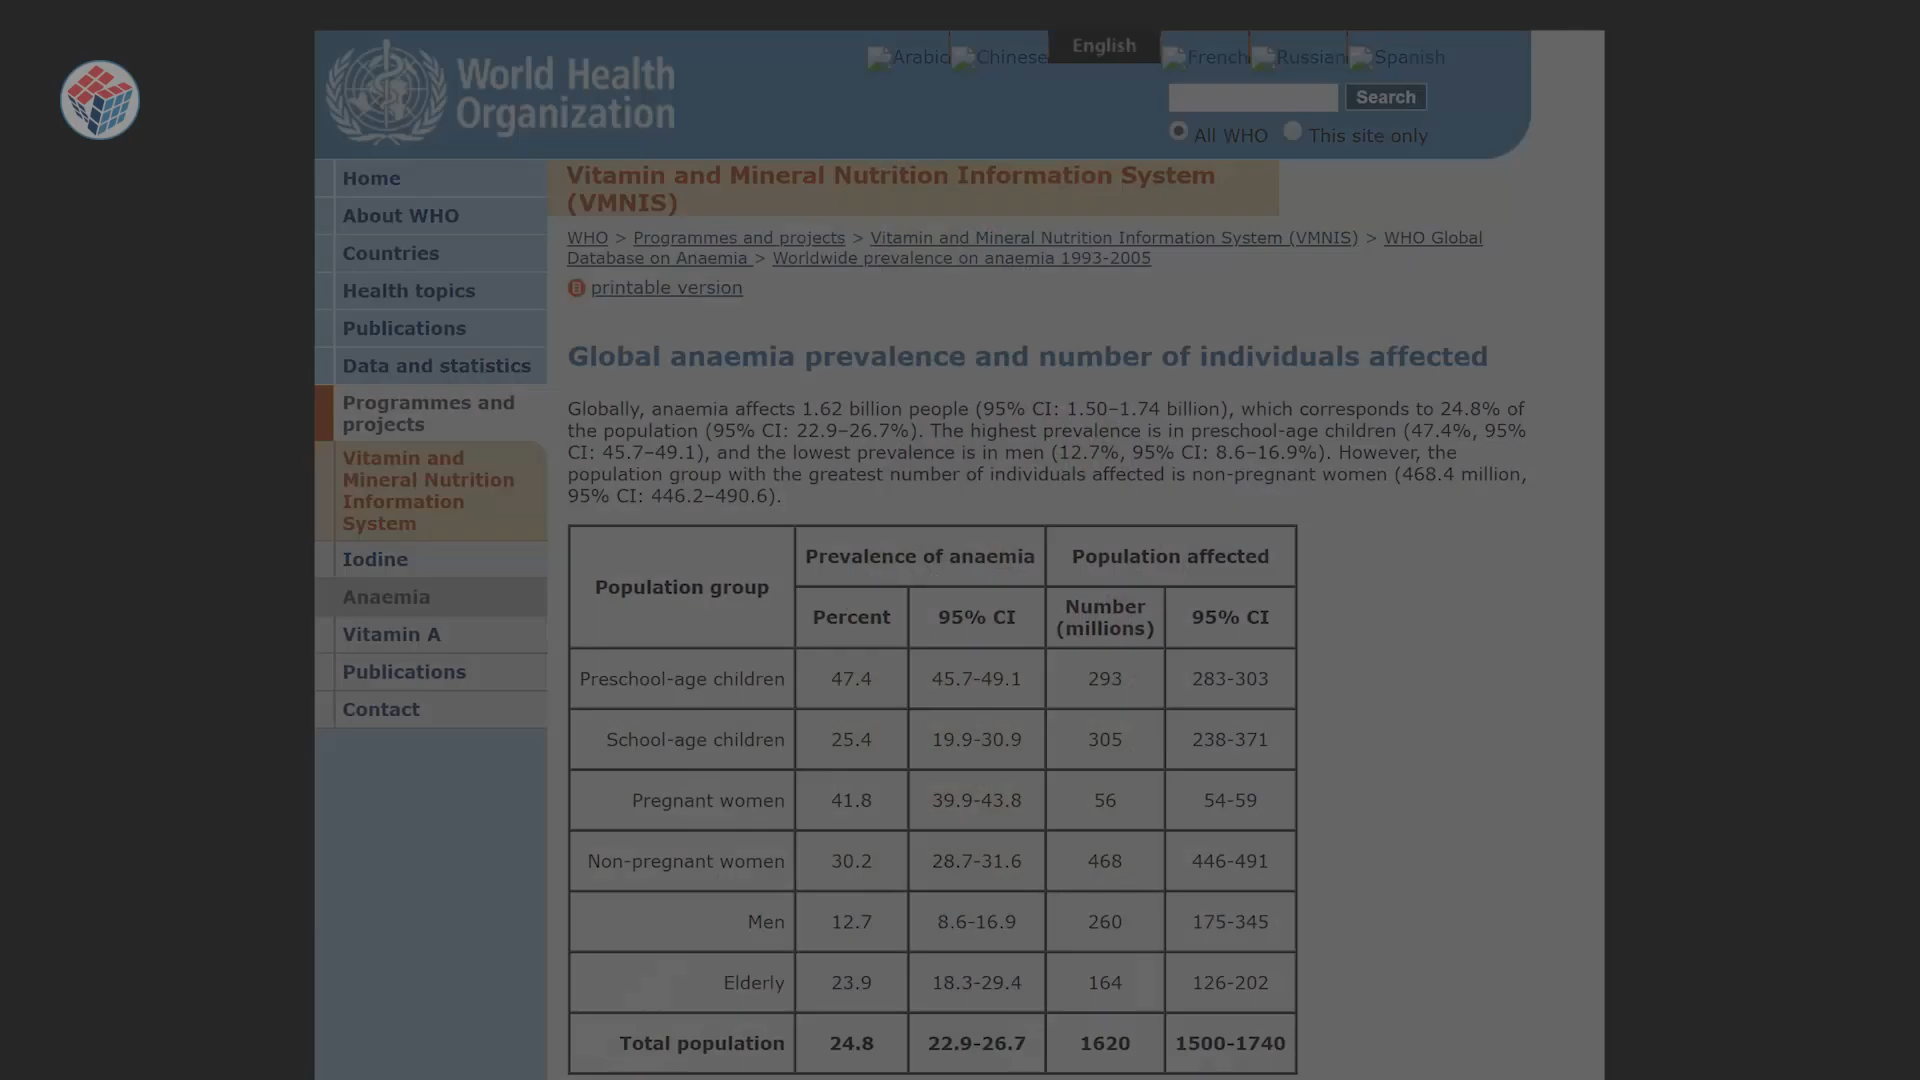 World Health
Organization
Arabic Chinese English French Russian Spanish
Search
All WHO This site only
Home
About WHO
Countries
Health topics
Publications
Data and statistics
Programmes and
projects
Vitamin and
Mineral Nutrition
Information
System
Iodine
Anaemia
Vitamin A
Publications
Contact
Vitamin and Mineral Nutrition Information System
(VMNIS)
WHO > Programmes and projects > Vitamin and Mineral Nutrition Information System (VMNIS) > WHO Global
Database on Anaemia > Worldwide prevalence on anaemia 1993-2005
printable version
Global anaemia prevalence and number of individuals affected
Globally, anaemia affects 1.62 billion people (95% CI: 1.50–1.74 billion), which corresponds to 24.8% of
the population (95% CI: 22.9–26.7%). The highest prevalence is in preschool-age children (47.4%, 95%
CI: 45.7–49.1), and the lowest prevalence is in men (12.7%, 95% CI: 8.6–16.9%). However, the
population group with the greatest number of individuals affected is non-pregnant women (468.4 million,
95% CI: 446.2–490.6).
Population group Prevalence of anaemia Population affected
Percent 95% CI Number (millions) 95% CI
Preschool-age children 47.4 45.7-49.1 293 283-303
School-age children 25.4 19.9-30.9 305 238-371
Pregnant women 41.8 39.9-43.8 56 54-59
Non-pregnant women 30.2 28.7-31.6 468 446-491
Men 12.7 8.6-16.9 260 175-345
Elderly 23.9 18.3-29.4 164 126-202
Total population 24.8 22.9-26.7 1620 1500-1740